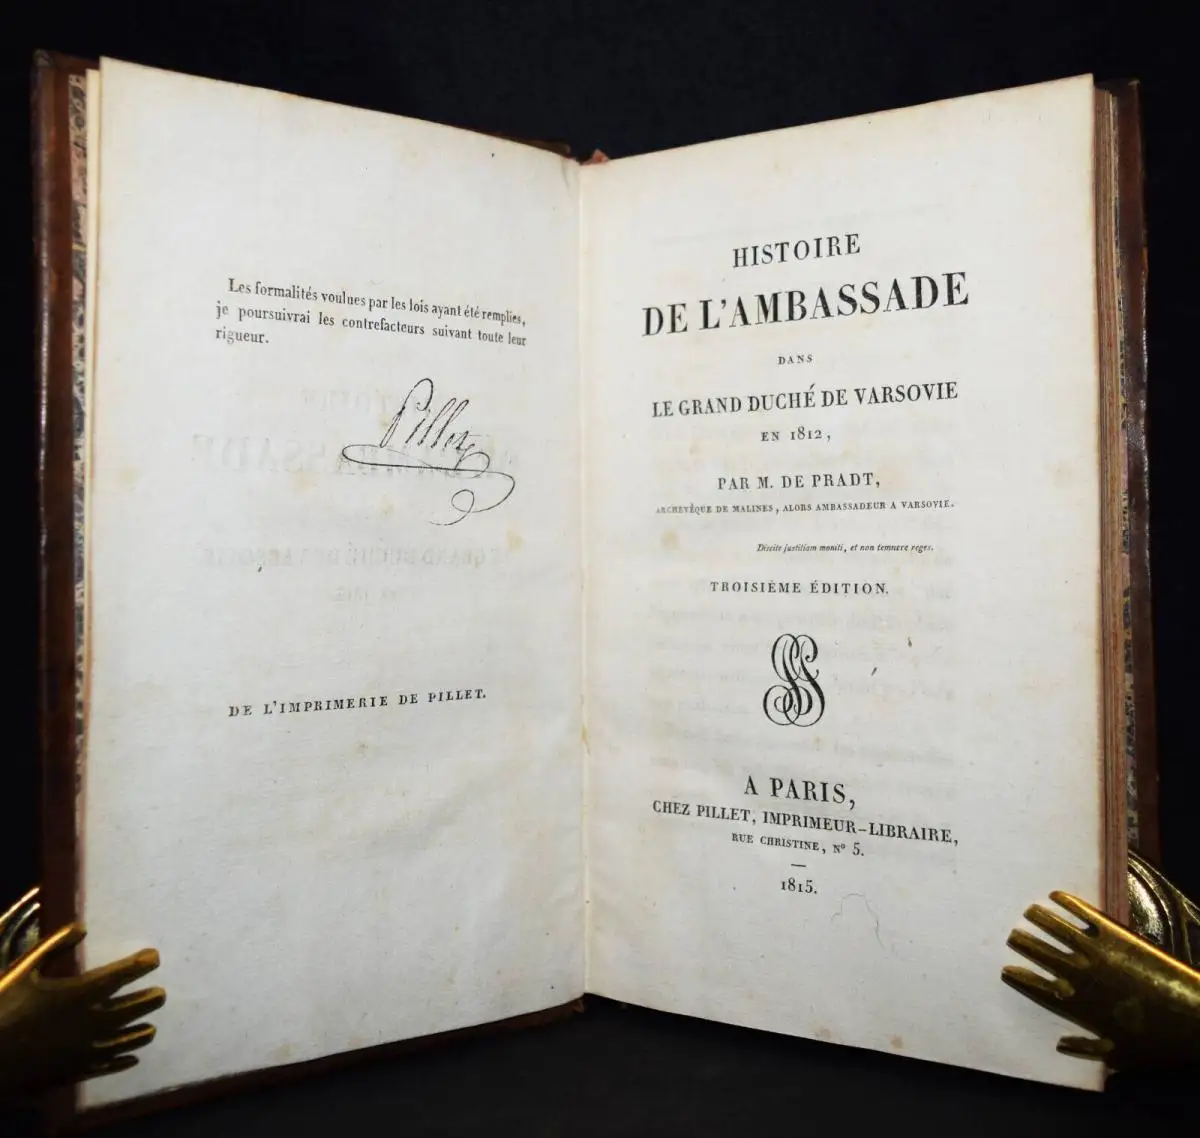 Les formalités voulues par les lois ayant été remplies,
je poursuivrai les contrefacteurs suivant toute leur
rigueur.
Pillet
DE L'IMPRIMERIE DE PILLET.
HISTOIRE
DE L'AMBASSADE
DANS
LE GRAND DUCHÉ DE VARSOVIE
EN 1812,
PAR M. DE PRADT,
ARCHEVÊQUE DE MALINES, ALORS AMBASSADEUR A VARSOVIE.
Discite justitiam moniti, et non temnere reges.
TROISIÈME ÉDITION.
A PARIS,
CHEZ PILLET, IMPRIMEUR-LIBRAIRE,
RUE CHRISTINE, Nº 5.
1815.